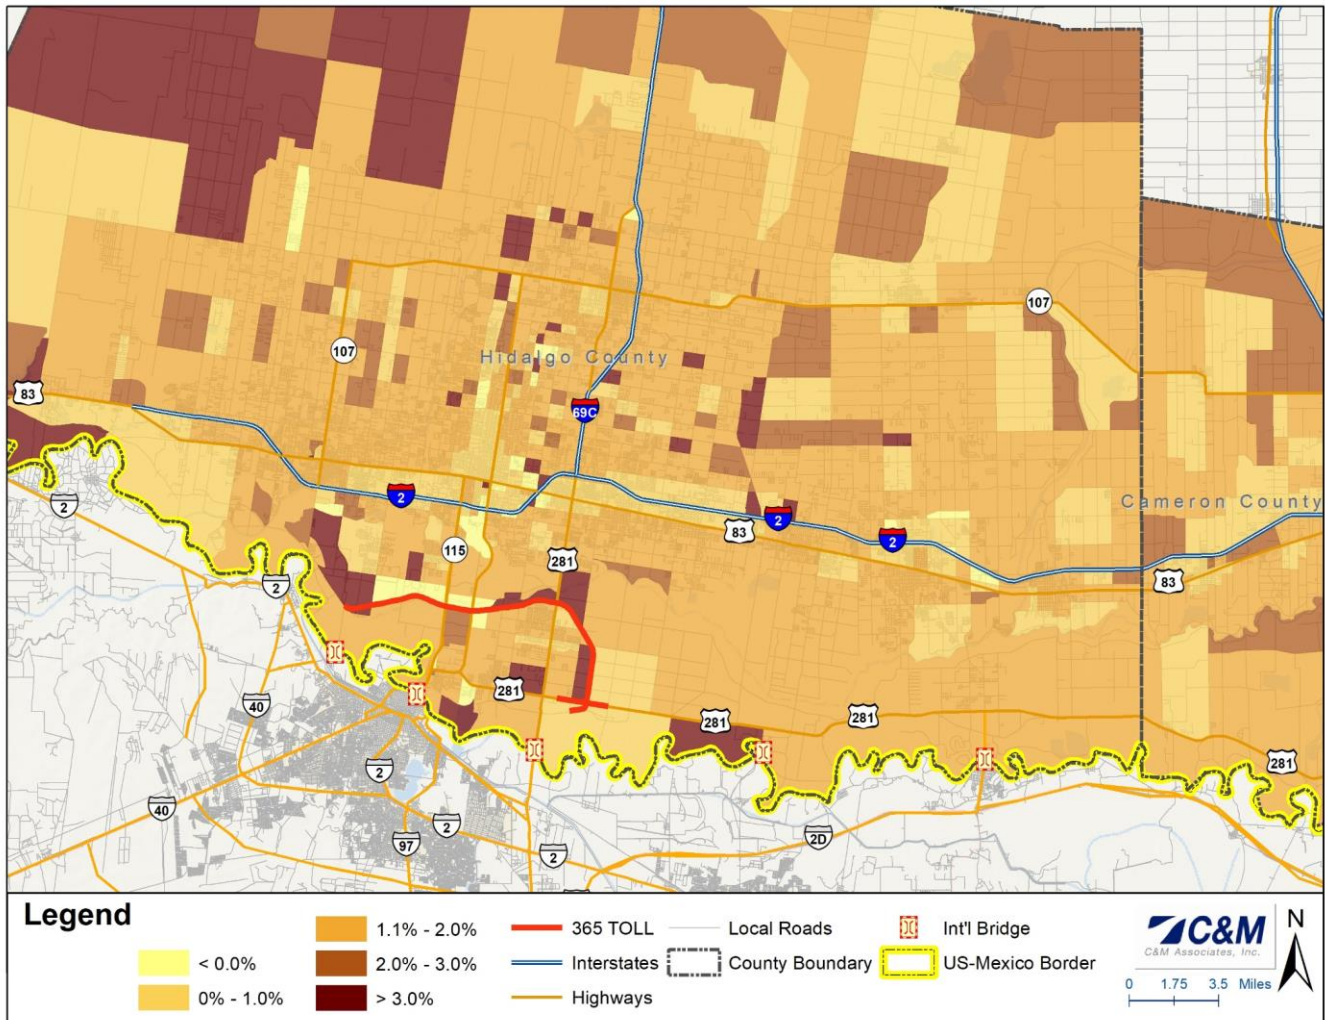 107
107
Hidalgo County
83
69C
2
2
Cameron County
2
83
2
115
281
2
83
2
281
40
281
281
281
2
40
2
2D
97
2
Legend
< 0.0%
0% - 1.0%
1.1% - 2.0%
2.0% - 3.0%
> 3.0%
365 TOLL
Interstates
Highways
Local Roads
County Boundary
Int'l Bridge
US-Mexico Border
C&M
C&M Associates, Inc.
N
0 1.75 3.5 Miles